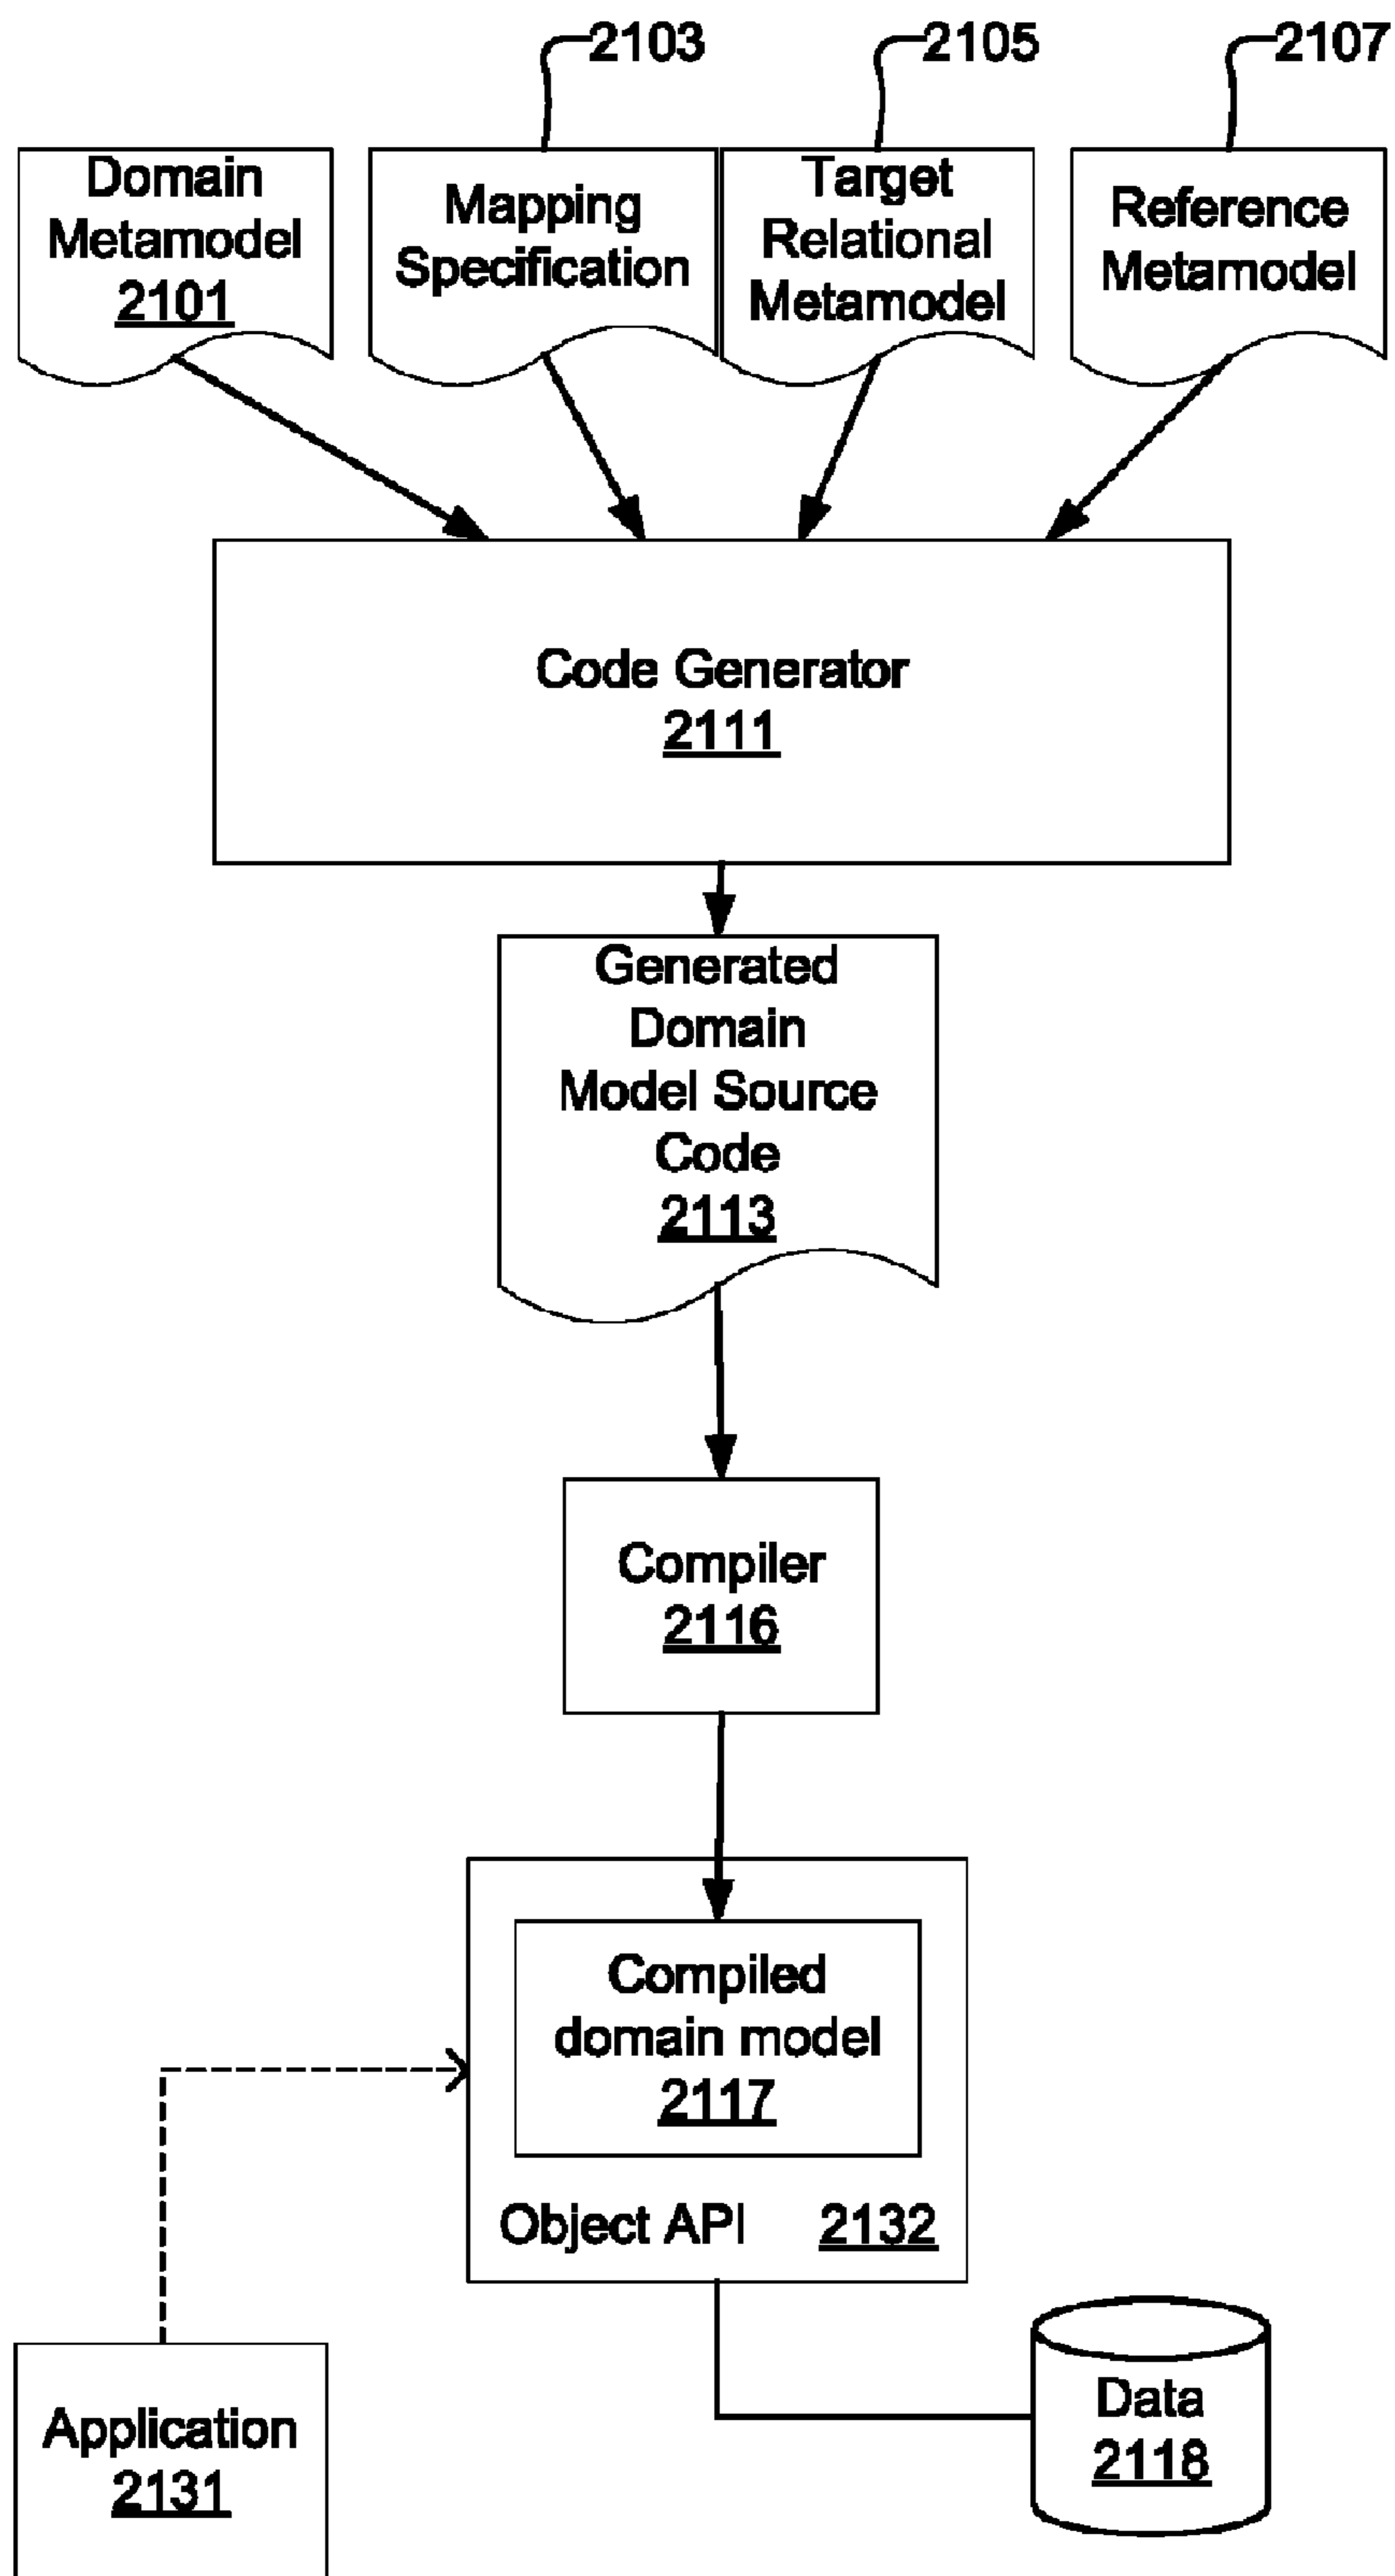 2103
2105
2107
Domain
Metamodel
2101
Mapping
Specification
Target
Relational
Metamodel
Reference
Metamodel
Code Generator
2111
Generated
Domain
Model Source
Code
2113
Compiler
2116
Compiled
domain model
2117
Object API 2132
Application
2131
Data
2118